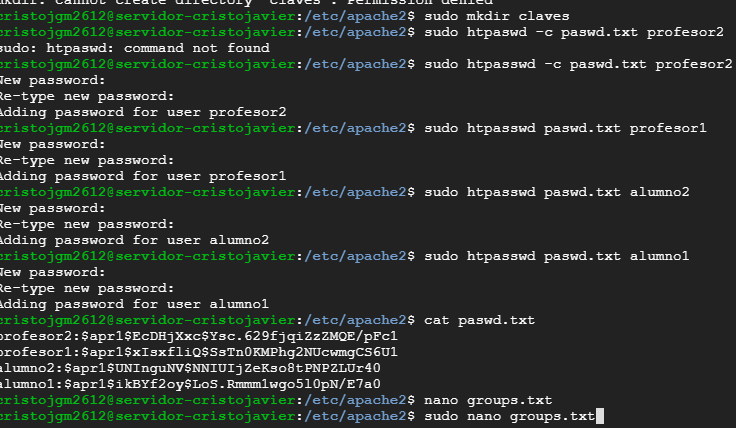 mkdir: cannot create directory 'claves': Permission denied
cristojgm2612@servidor-cristojavier:/etc/apache2$ sudo mkdir claves
cristojgm2612@servidor-cristojavier:/etc/apache2$ sudo htpaswd -c paswd.txt profesor2
sudo: htpaswd: command not found
cristojgm2612@servidor-cristojavier:/etc/apache2$ sudo htpasswd -c paswd.txt profesor2
New password:
Re-type new password:
Adding password for user profesor2
cristojgm2612@servidor-cristojavier:/etc/apache2$ sudo htpasswd paswd.txt profesor1
New password:
Re-type new password:
Adding password for user profesor1
cristojgm2612@servidor-cristojavier:/etc/apache2$ sudo htpasswd paswd.txt alumno2
New password:
Re-type new password:
Adding password for user alumno2
cristojgm2612@servidor-cristojavier:/etc/apache2$ sudo htpasswd paswd.txt alumno1
New password:
Re-type new password:
Adding password for user alumno1
cristojgm2612@servidor-cristojavier:/etc/apache2$ cat paswd.txt
profesor2:$apr1$EcDHjXxc$Ysc.629fjqiZzZMQE/pFc1
profesor1:$apr1$xIsxfliQ$SsTn0KMPhg2NUcwmgCS6U1
alumno2:$apr1$UNInguNV$NNIUIjZeKso8tPNPZLUr40
alumno1:$apr1$ikBYf2oy$LoS.Rmmm1wgo5l0pN/E7a0
cristojgm2612@servidor-cristojavier:/etc/apache2$ nano groups.txt
cristojgm2612@servidor-cristojavier:/etc/apache2$ sudo nano groups.txt